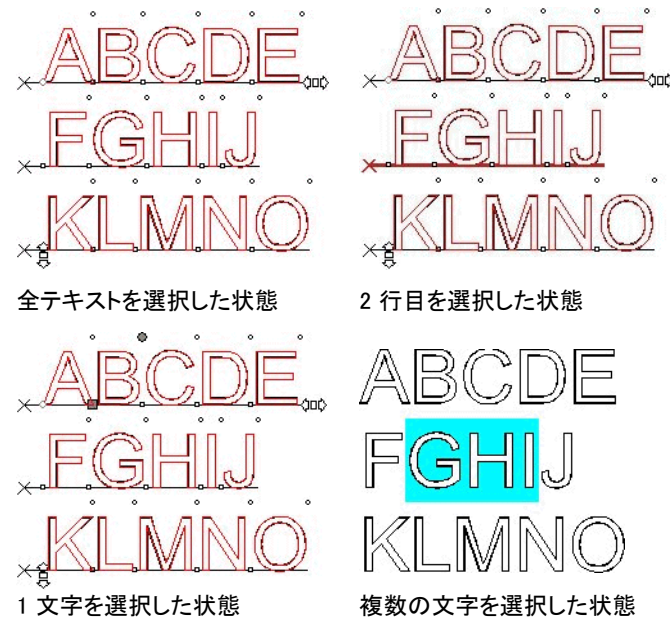 ABCDE
FGHIJ
KLMNO
全テキストを選択した状態
ABCDE
FGHIJ
KLMNO
2 行目を選択した状態
ABCDE
FGHIJ
KLMNO
1 文字を選択した状態
ABCDE
FGHIJ
KLMNO
複数の文字を選択した状態